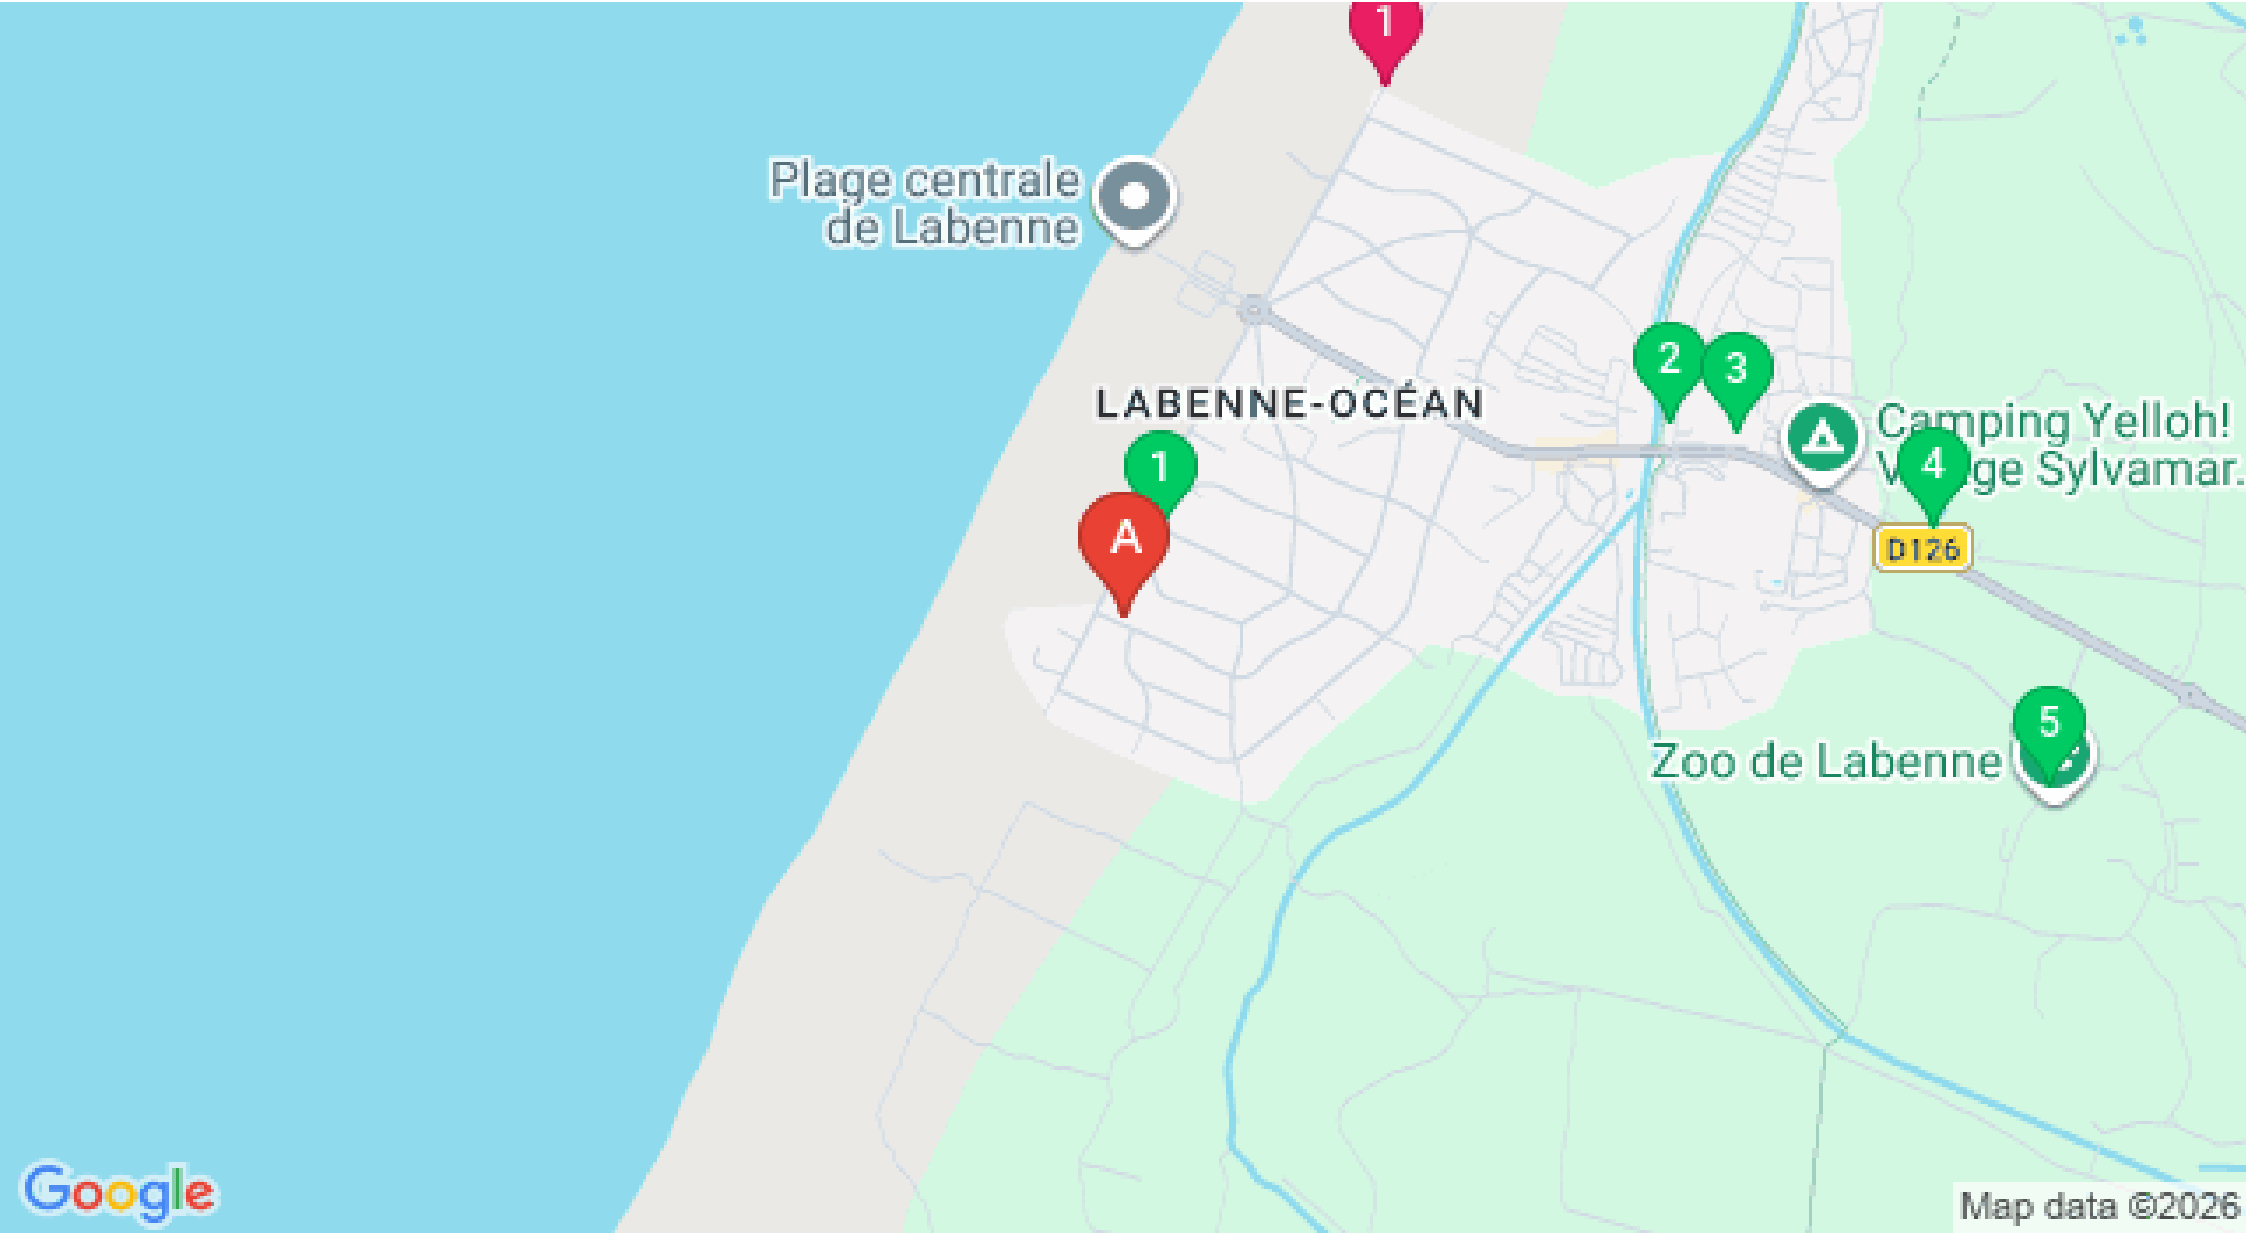 1
Plage centrale
de Labenne
2
3
LABENNE-OCÉAN
Camping Yelloh!
1
4
Sylvamar.
A
D126
5
Zoo de Labenne
Google
Map data ©2026